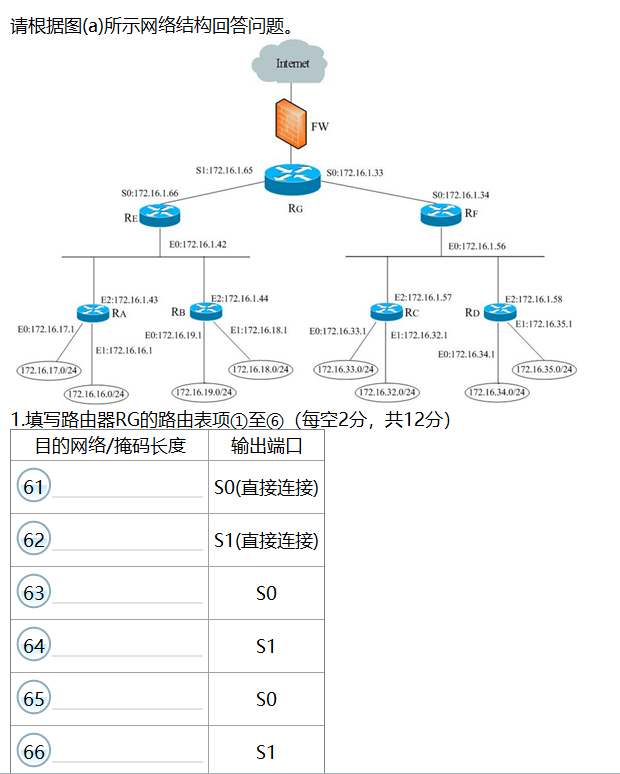 请根据图(a)所示网络结构回答问题。
Internet
FW
S1:172.16.1.65
S0:172.16.1.33
RG
S0:172.16.1.66
S0:172.16.1.34
RE
RF
E0:172.16.1.42
E0:172.16.1.56
E2:172.16.1.43
E2:172.16.1.44
E2:172.16.1.57
E2:172.16.1.58
RA
RB
RC
RD
E0:172.16.17.1
E0:172.16.19.1
E1:172.16.18.1
E0:172.16.33.1
E1:172.16.32.1
E1:172.16.35.1
E1:172.16.16.1
E0:172.16.34.1
172.16.17.0/24
172.16.18.0/24
172.16.33.0/24
172.16.35.0/24
172.16.16.0/24
172.16.19.0/24
172.16.32.0/24
172.16.34.0/24
1.填写路由器RG的路由表项①至⑥（每空2分，共12分）
目的网络/掩码长度 输出端口
61 S0(直接连接)
62 S1(直接连接)
63 S0
64 S1
65 S0
66 S1